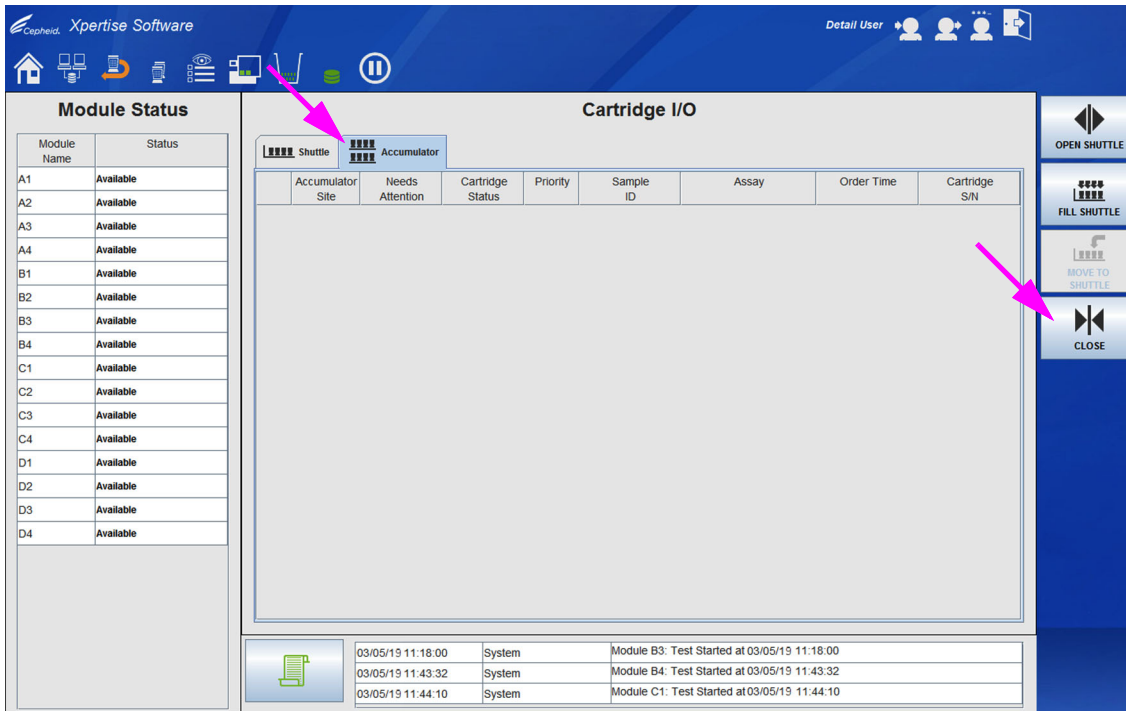 Cepheid. Xpertise Software
Detail User
Module Status
Cartridge I/O
Module Name Status
A1 Available
A2 Available
A3 Available
A4 Available
B1 Available
B2 Available
B3 Available
B4 Available
C1 Available
C2 Available
C3 Available
C4 Available
D1 Available
D2 Available
D3 Available
D4 Available
Shuttle Accumulator
Accumulator Site Needs Attention Cartridge Status Priority Sample ID Assay Order Time Cartridge S/N
OPEN SHUTTLE
FILL SHUTTLE
MOVE TO
SHUTTLE
CLOSE
03/05/19 11:18:00 System Module B3: Test Started at 03/05/19 11:18:00
03/05/19 11:43:32 System Module B4: Test Started at 03/05/19 11:43:32
03/05/19 11:44:10 System Module C1: Test Started at 03/05/19 11:44:10